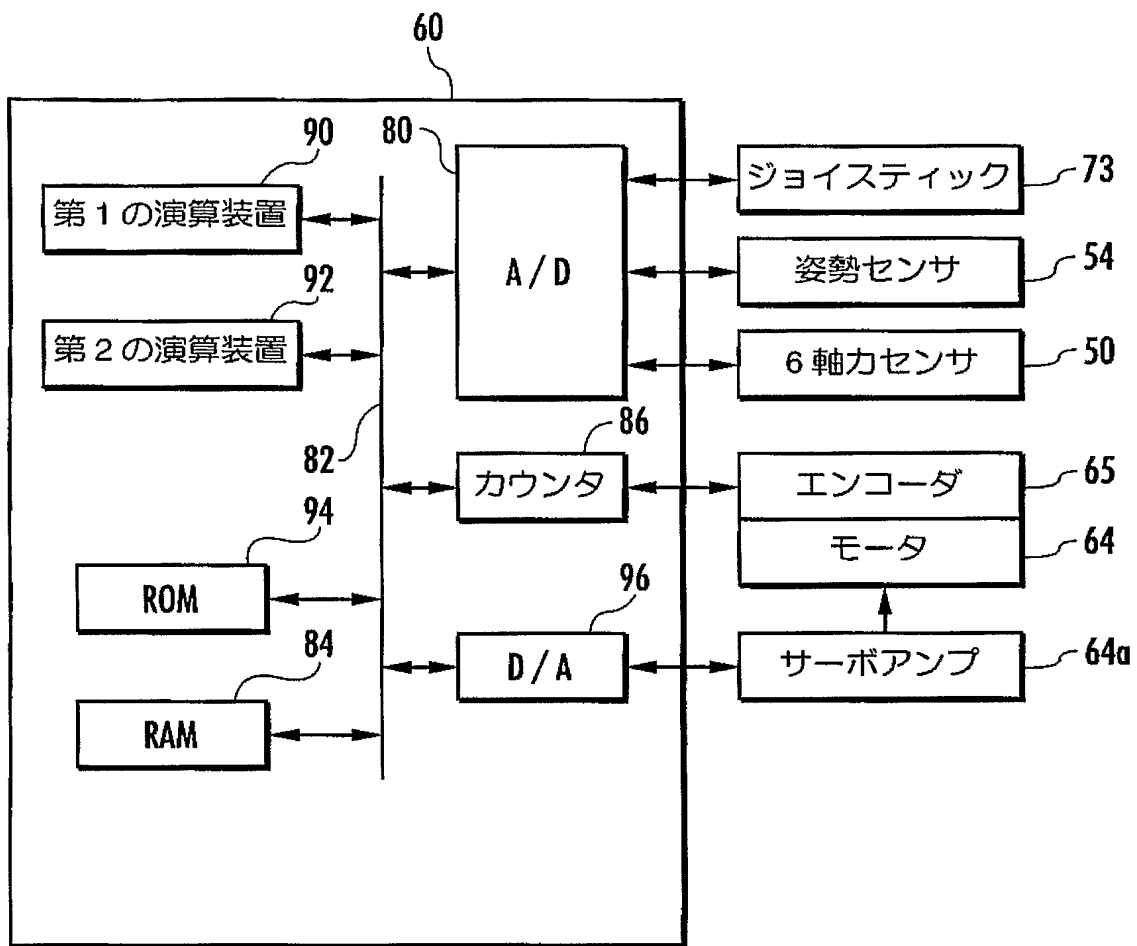 60
90
第1の演算装置
92
第2の演算装置
82
94
ROM
84
RAM
80
A/D
86
カウンタ
96
D/A
ジョイスティック
73
姿勢センサ
54
6軸力センサ
50
エンコーダ
65
モータ
64
サーボアンプ
64a